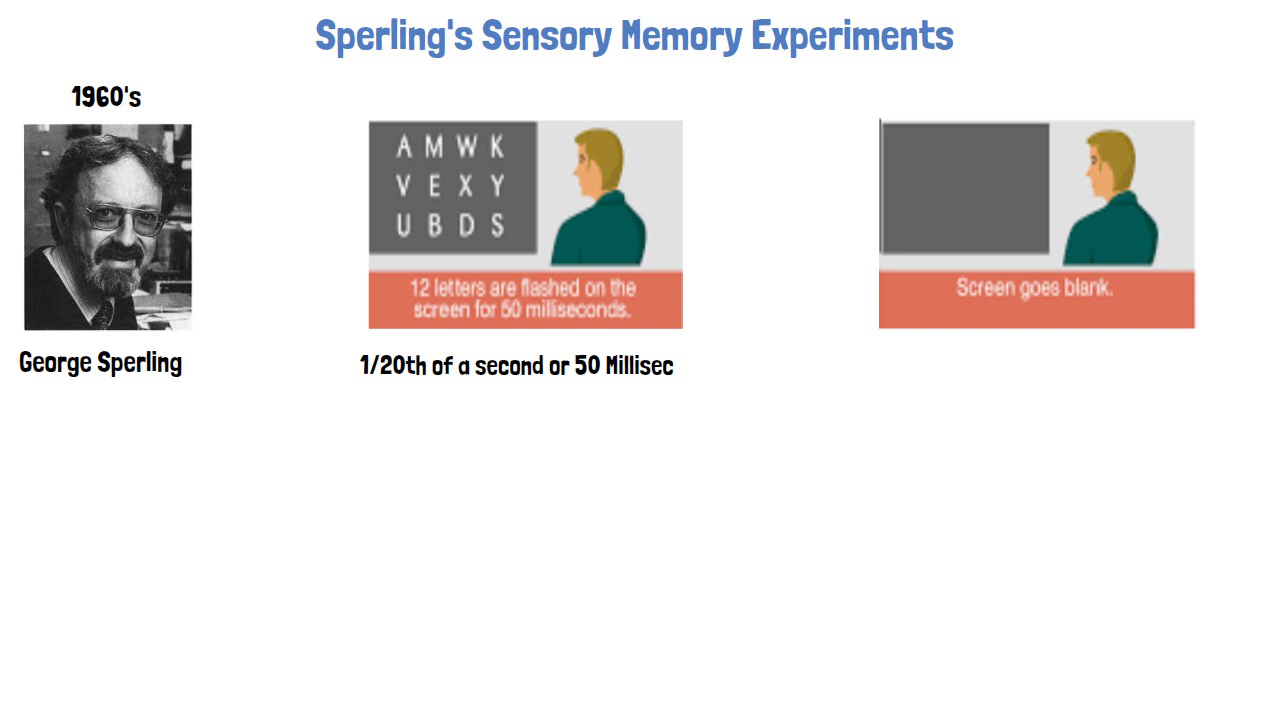 Sperling's Sensory Memory Experiments
1960's
A M W K
V E X Y
U B D S
12 letters are flashed on the
screen for 50 milliseconds.
Screen goes blank.
George Sperling
1/20th of a second or 50 Millisec